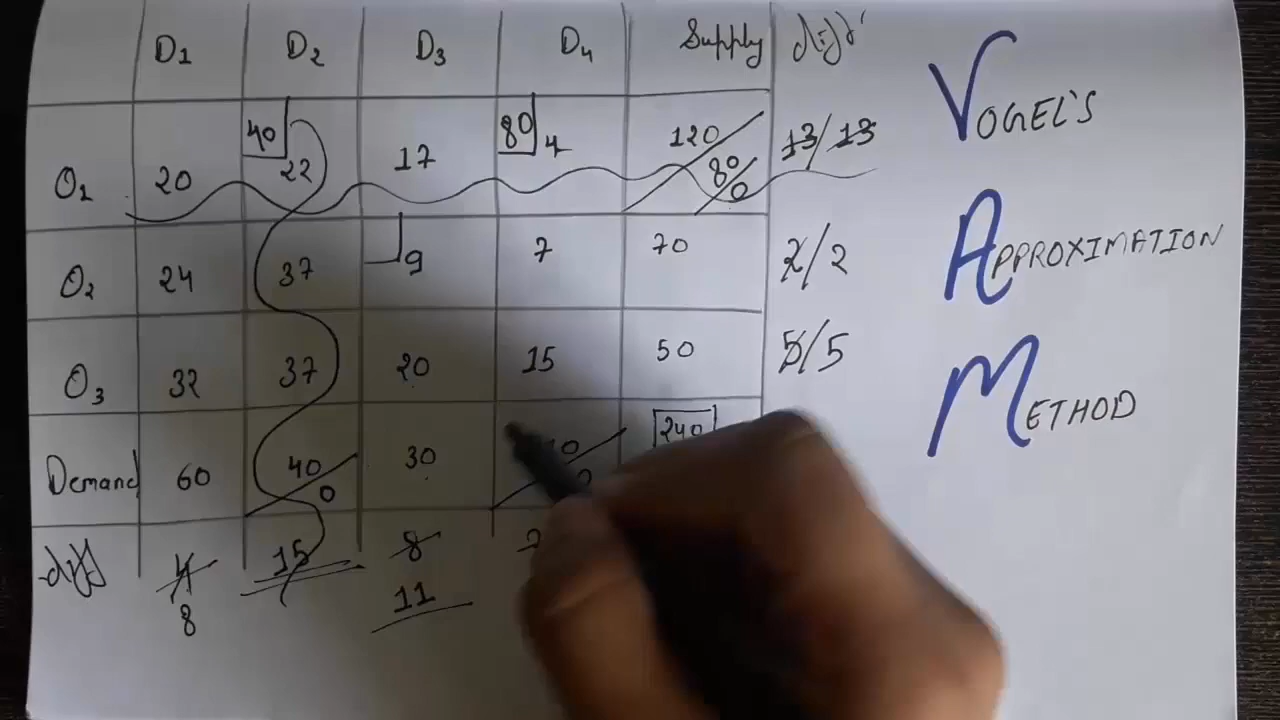 D1 D2 D3 D4 Supply diff
40 80
O1 20 22 17 4 120 13/13
80
0
O2 24 37 9 7 70 2/2
O3 32 37 20 15 50 5/5
240
Demand 60 40 30
0
diff 4 15 8
8 11
VOGEL'S
APPROXIMATION
METHOD